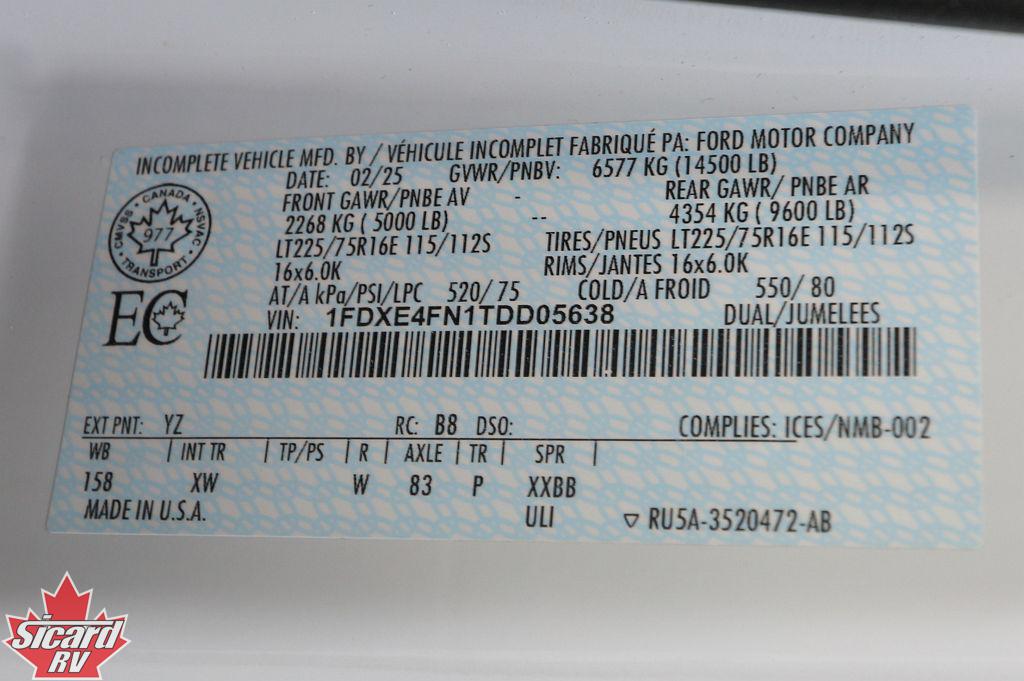 INCOMPLETE VEHICLE MFD. BY / VÉHICULE INCOMPLET FABRIQUÉ PA: FORD MOTOR COMPANY
DATE: 02/25 GVWR/PNBV: 6577 KG (14500 LB)
FRONT GAWR/PNBE AV - REAR GAWR/ PNBE AR
2268 KG ( 5000 LB) -- 4354 KG ( 9600 LB)
LT225/75R16E 115/112S TIRES/PNEUS LT225/75R16E 115/112S
16x6.0K RIMS/JANTES 16x6.0K
AT/A kPa/PSI/LPC 520/ 75 COLD/A FROID 550/ 80
VIN: 1FDXE4FN1TDD05638 DUAL/JUMELEES
CMVSS • CANADA • NSVAC • TRANSPORT •
977
EC
EXT PNT: YZ RC: B8 DSO: COMPLIES: ICES/NMB-002
WB | INT TR | TP/PS | R | AXLE | TR | SPR |
158 XW W 83 P XXBB
MADE IN U.S.A. ULI ▽ RU5A-3520472-AB
Sicard
RV